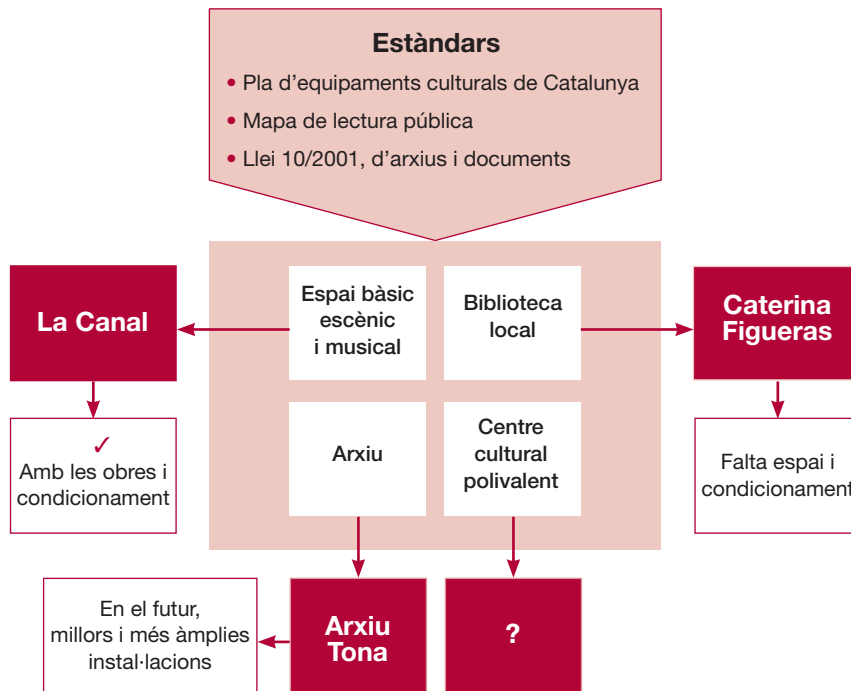 Estàndars
• Pla d'equipaments culturals de Catalunya
• Mapa de lectura pública
• Llei 10/2001, d'arxius i documents
La Canal
Espai bàsic
escènic
i musical
Biblioteca
local
Caterina
Figueras
✓
Amb les obres i
condicionament
Arxiu
Centre
cultural
polivalent
Falta espai i
condicionament
En el futur,
millors i més àmplies
instal·lacions
Arxiu
Tona
?